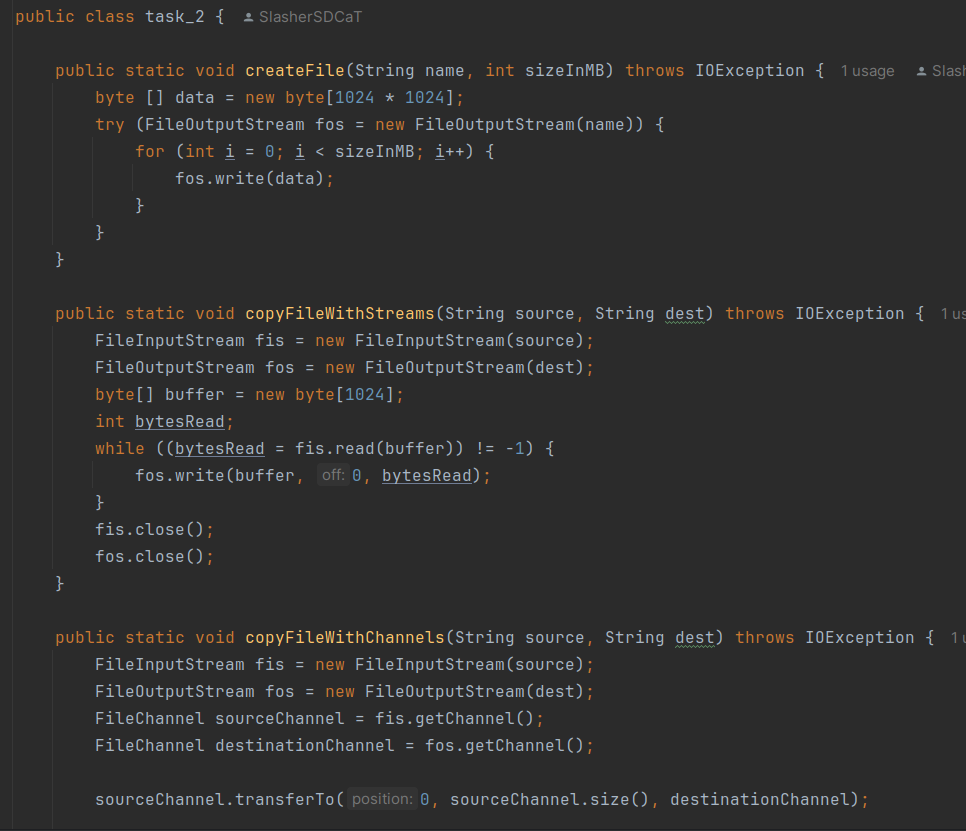 public class task_2 { SlasherSDCaT
public static void createFile(String name, int sizeInMB) throws IOException { 1 usage Slash
byte [] data = new byte[1024 * 1024];
try (FileOutputStream fos = new FileOutputStream(name)) {
for (int i = 0; i < sizeInMB; i++) {
fos.write(data);
}
}
}
public static void copyFileWithStreams(String source, String dest) throws IOException { 1 us
FileInputStream fis = new FileInputStream(source);
FileOutputStream fos = new FileOutputStream(dest);
byte[] buffer = new byte[1024];
int bytesRead;
while ((bytesRead = fis.read(buffer)) != -1) {
fos.write(buffer, off: 0, bytesRead);
}
fis.close();
fos.close();
}
public static void copyFileWithChannels(String source, String dest) throws IOException { 1 u
FileInputStream fis = new FileInputStream(source);
FileOutputStream fos = new FileOutputStream(dest);
FileChannel sourceChannel = fis.getChannel();
FileChannel destinationChannel = fos.getChannel();
sourceChannel.transferTo( position: 0, sourceChannel.size(), destinationChannel);